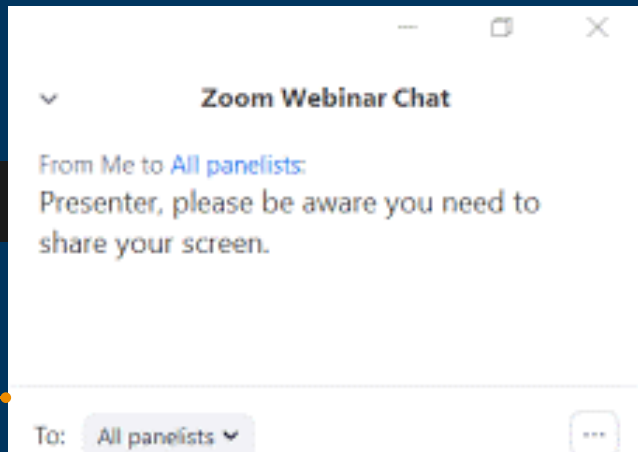 Zoom Webinar Chat
From Me to All panelists:
Presenter, please be aware you need to
share your screen.
To: All panelists